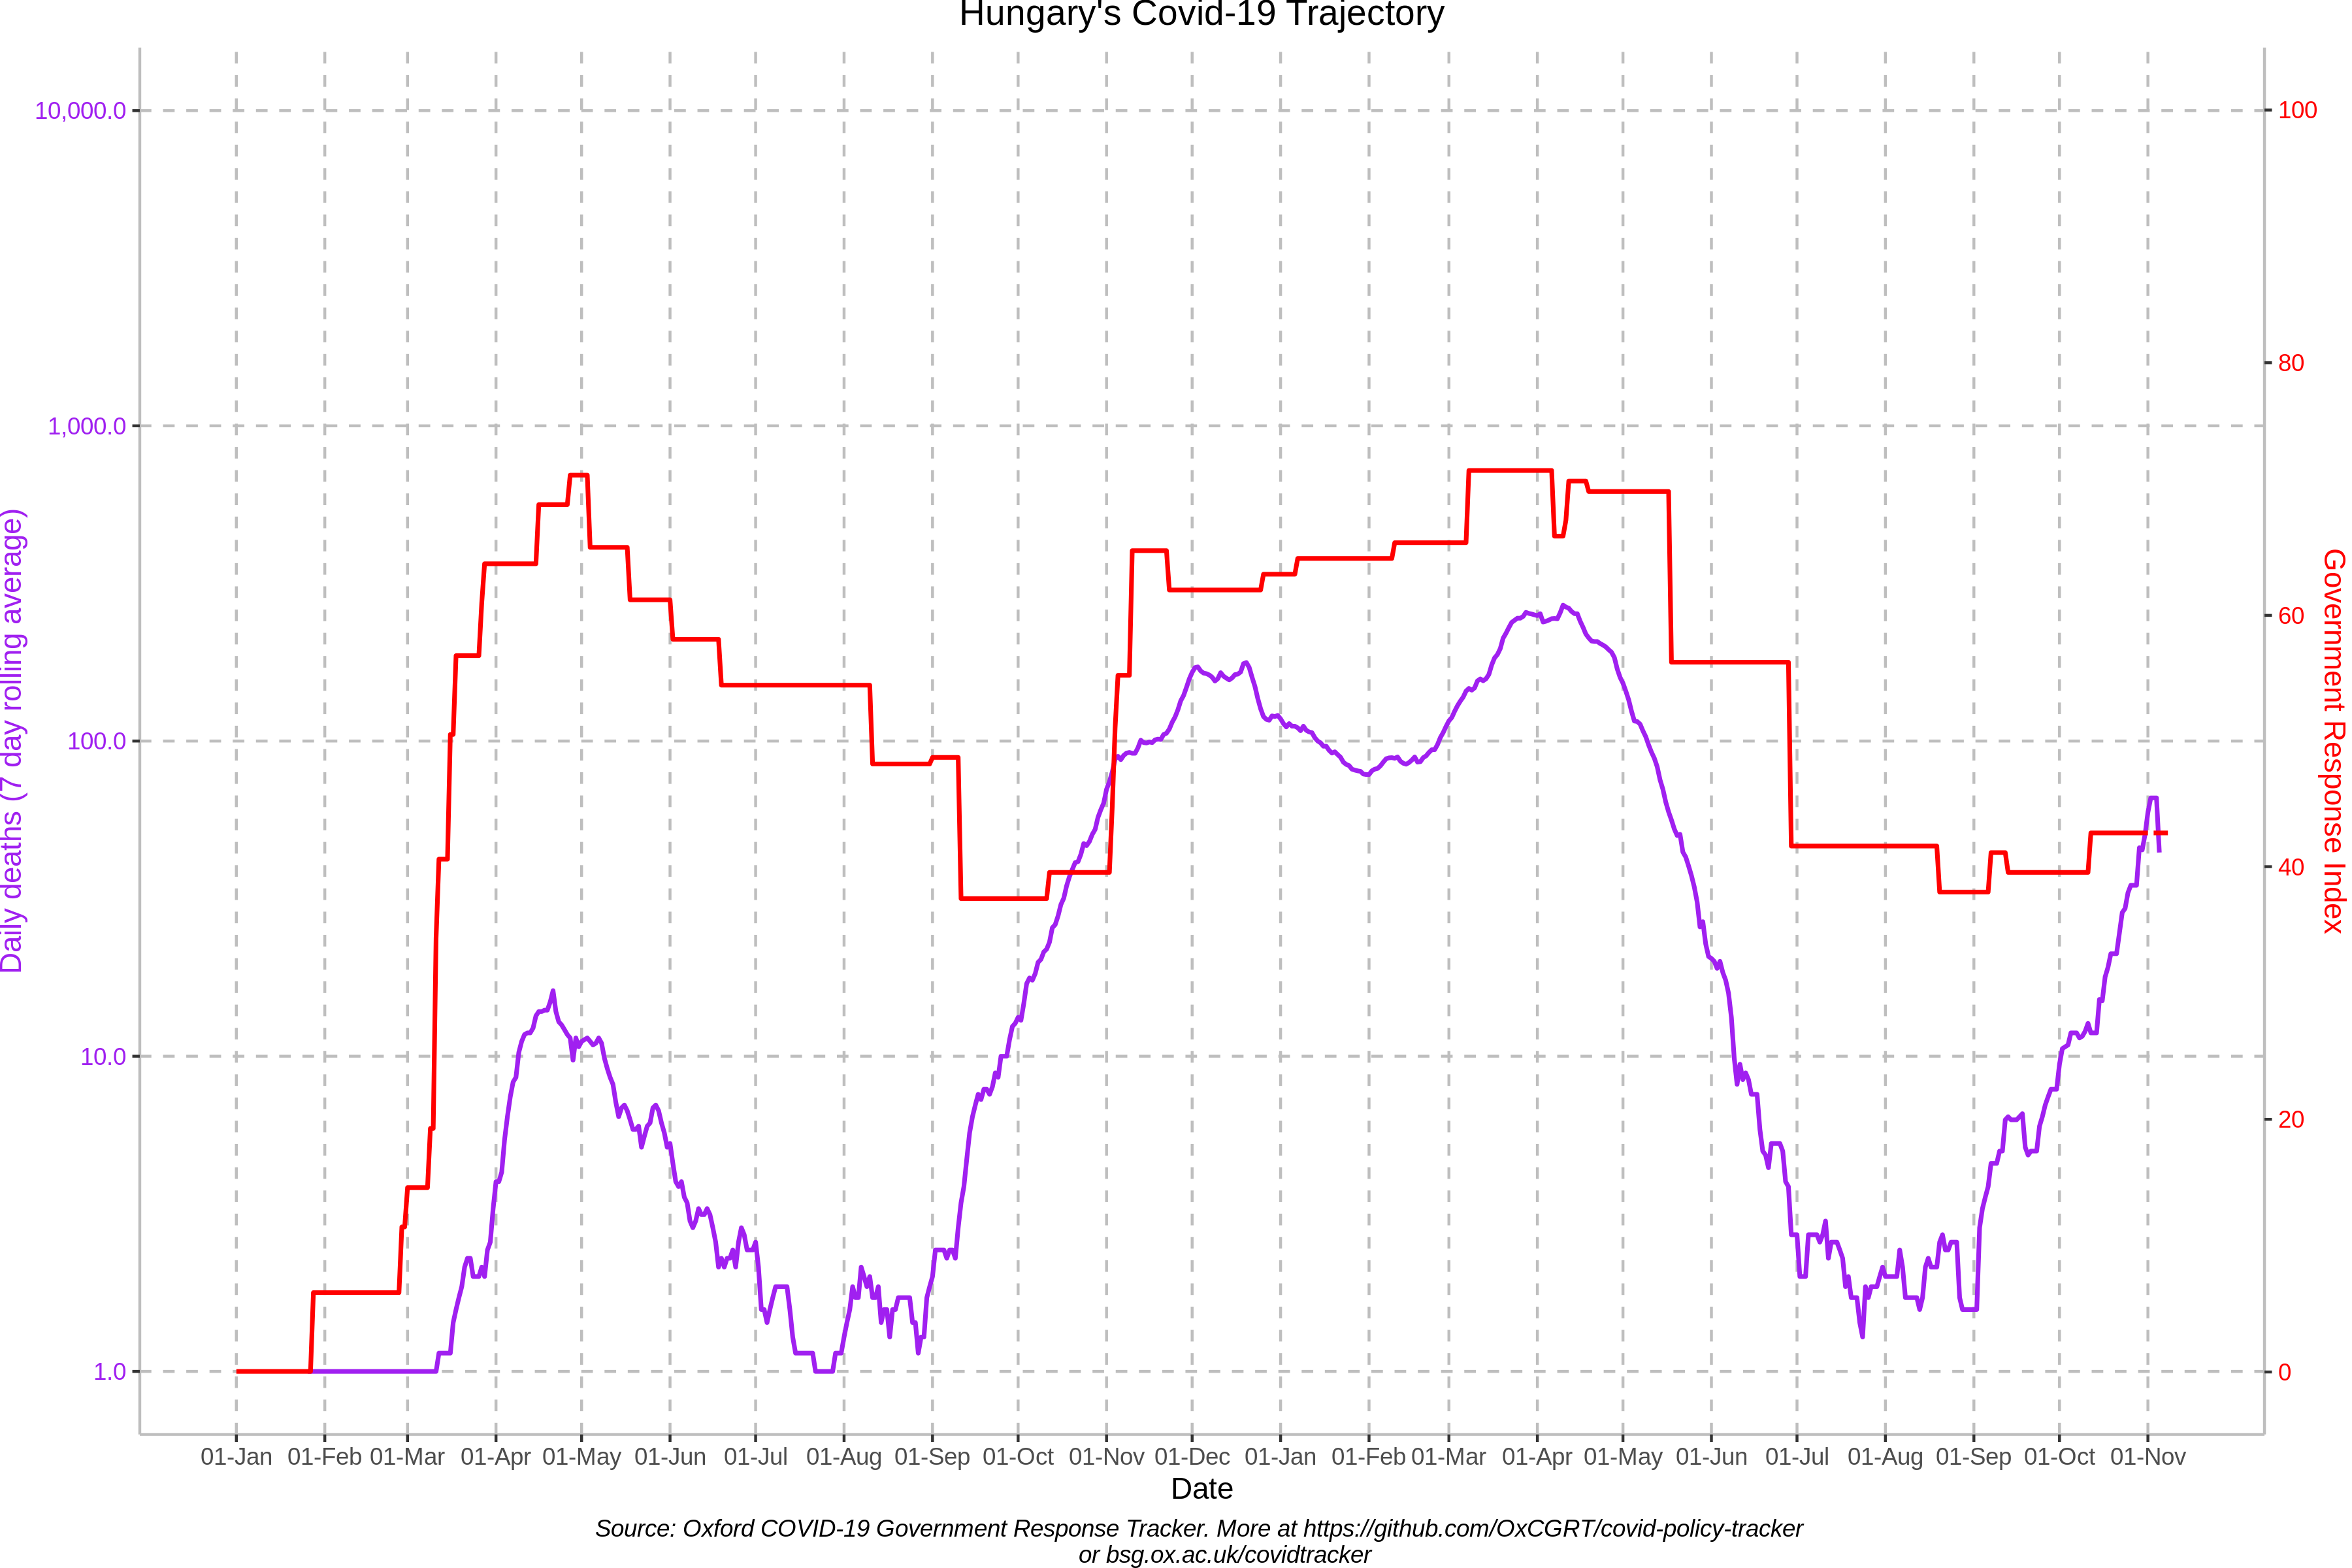 Hungary's Covid-19 Trajectory
10,000.0
1,000.0
100.0
10.0
1.0
Daily deaths (7 day rolling average)
100
80
60
40
20
0
Government Response Index
01-Jan 01-Feb 01-Mar 01-Apr 01-May 01-Jun 01-Jul 01-Aug 01-Sep 01-Oct 01-Nov 01-Dec 01-Jan 01-Feb 01-Mar 01-Apr 01-May 01-Jun 01-Jul 01-Aug 01-Sep 01-Oct 01-Nov
Date
Source: Oxford COVID-19 Government Response Tracker. More at https://github.com/OxCGRT/covid-policy-tracker
or bsg.ox.ac.uk/covidtracker